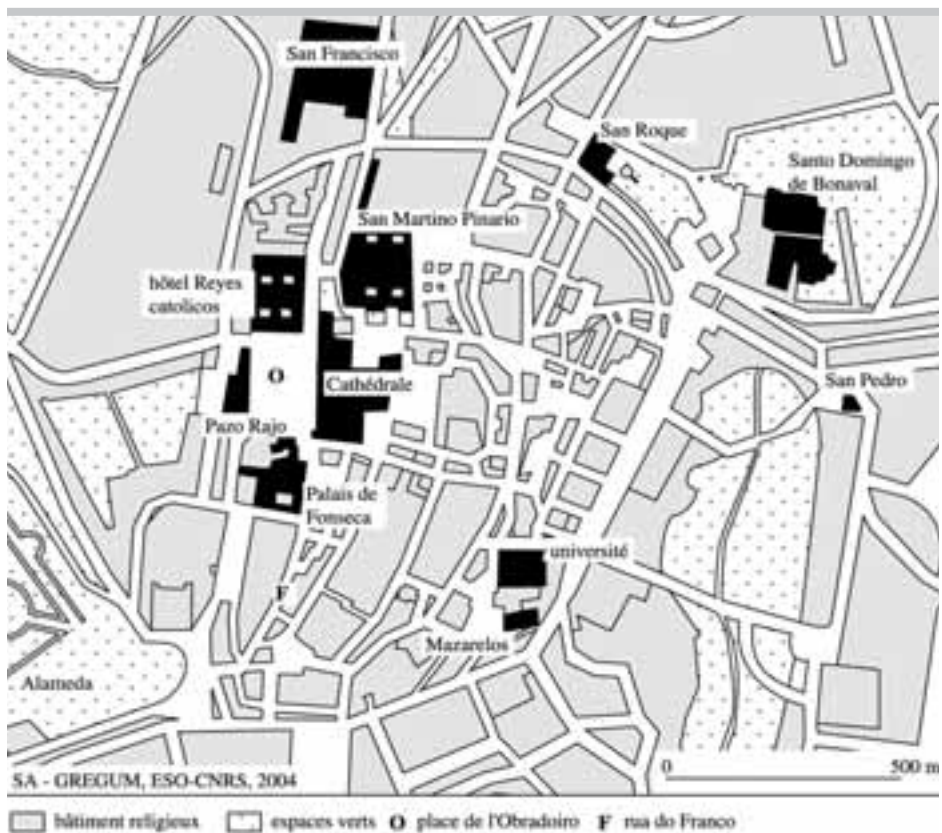 San Francisco
San Roque
Santo Domingo
de Bonaval
San Martino Pinario
hôtel Reyes
catolicos
O
Cathédrale
San Pedro
Pazo Rajo
Palais de
Fonseca
université
F
Mazarelos
Alameda
0 500 m
SA - GREGUM, ESO-CNRS, 2004
bâtiment religieux espaces verts O place de l'Obradoiro F rua do Franco